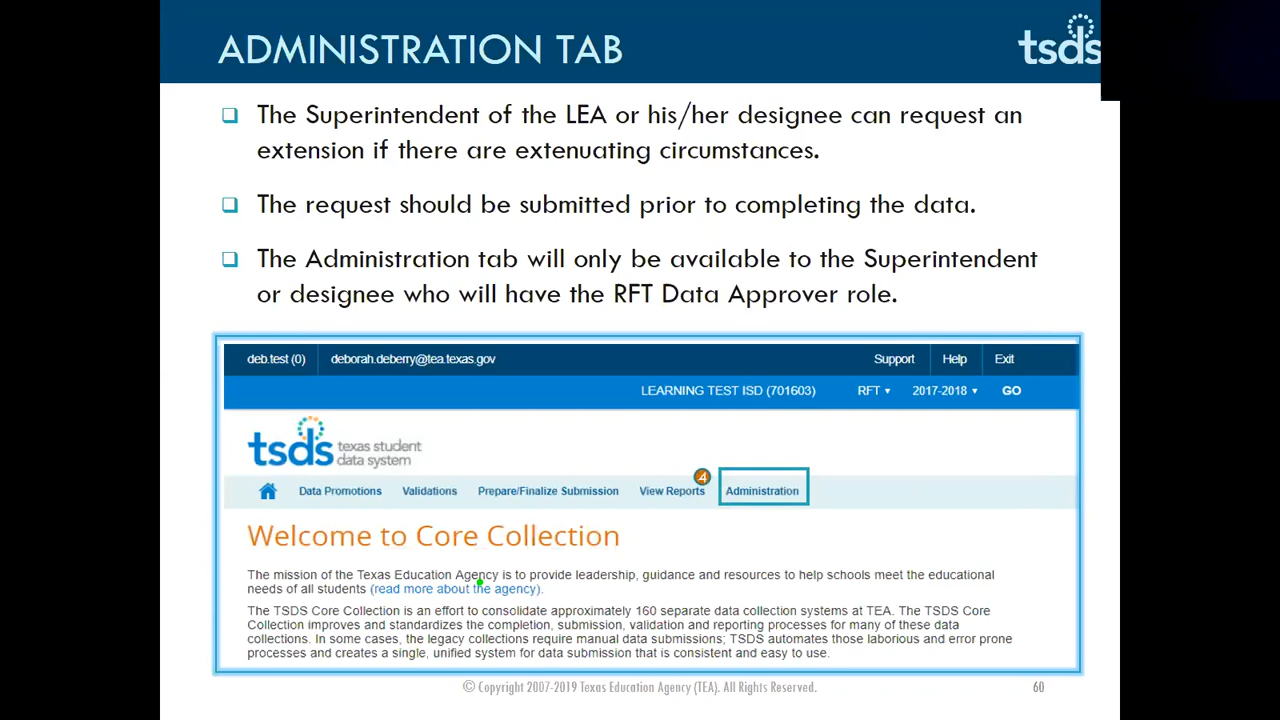 ADMINISTRATION TAB
tsds
The Superintendent of the LEA or his/her designee can request an
extension if there are extenuating circumstances.
The request should be submitted prior to completing the data.
The Administration tab will only be available to the Superintendent
or designee who will have the RFT Data Approver role.
deb.test (0) deborah.deberry@tea.texas.gov Support Help Exit
LEARNING TEST ISD (701603) RFT 2017-2018 GO
tsds texas student
data system
Data Promotions Validations Prepare/Finalize Submission View Reports 4 Administration
Welcome to Core Collection
The mission of the Texas Education Agency is to provide leadership, guidance and resources to help schools meet the educational
needs of all students (read more about the agency).
The TSDS Core Collection is an effort to consolidate approximately 160 separate data collection systems at TEA. The TSDS Core
Collection improves and standardizes the completion, submission, validation and reporting processes for many of these data
collections. In some cases, the legacy collections require manual data submissions; TSDS automates those laborious and error prone
processes and creates a single, unified system for data submission that is consistent and easy to use.
© Copyright 2007-2019 Texas Education Agency (TEA). All Rights Reserved. 60